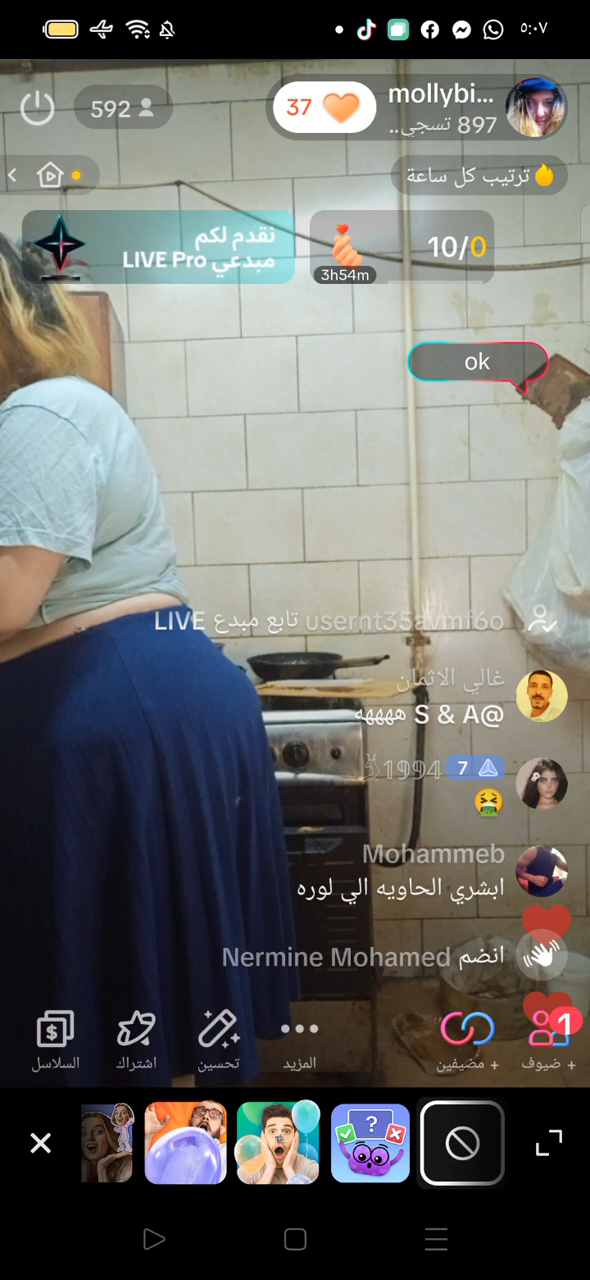 ٥:٠٧
mollybi...
897 تسجي..
37
592
ترتيب كل ساعة
نقدم لكم
مبدعي LIVE Pro
10/0
3h54m
ok
usernt35avmf6o تابع مبدع LIVE
غالي الاثمان
@S & A ههههه
7
1994
Mohammeb
ابشري الحاويه الي لوره
Nermine Mohamed انضم
1
+ ضيوف
+ مضيفين
المزيد
تحسين
اشتراك
السلاسل